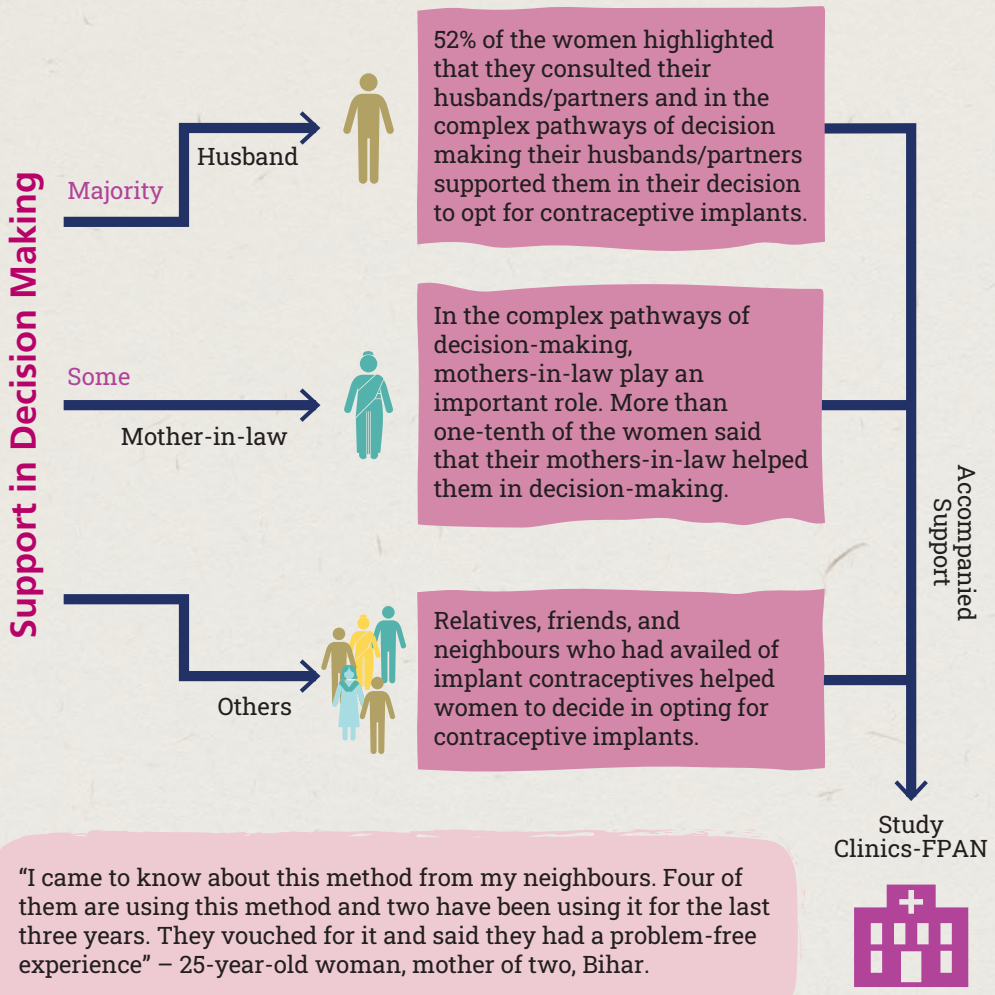 Support in Decision Making
Majority
Husband
52% of the women highlighted
that they consulted their
husbands/partners and in the
complex pathways of decision
making their husbands/partners
supported them in their decision
to opt for contraceptive implants.
Some
Mother-in-law
In the complex pathways of
decision-making,
mothers-in-law play an
important role. More than
one-tenth of the women said
that their mothers-in-law helped
them in decision-making.
Others
Relatives, friends, and
neighbours who had availed of
implant contraceptives helped
women to decide in opting for
contraceptive implants.
Accompanied
Support
Study
Clinics-FPAN
“I came to know about this method from my neighbours. Four of
them are using this method and two have been using it for the last
three years. They vouched for it and said they had a problem-free
experience” – 25-year-old woman, mother of two, Bihar.